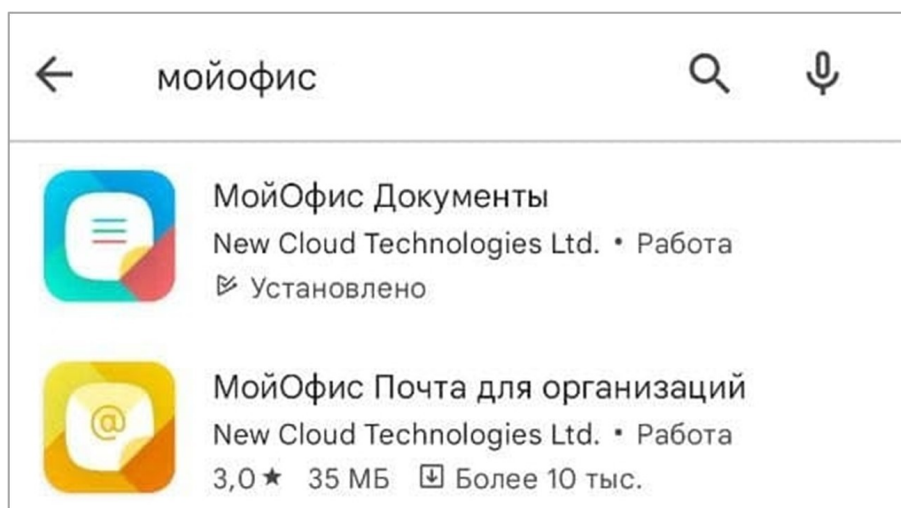 мойофис
МойОфис Документы
New Cloud Technologies Ltd. • Работа
Установлено
@
МойОфис Почта для организаций
New Cloud Technologies Ltd. • Работа
3,0★ 35 МБ Более 10 тыс.